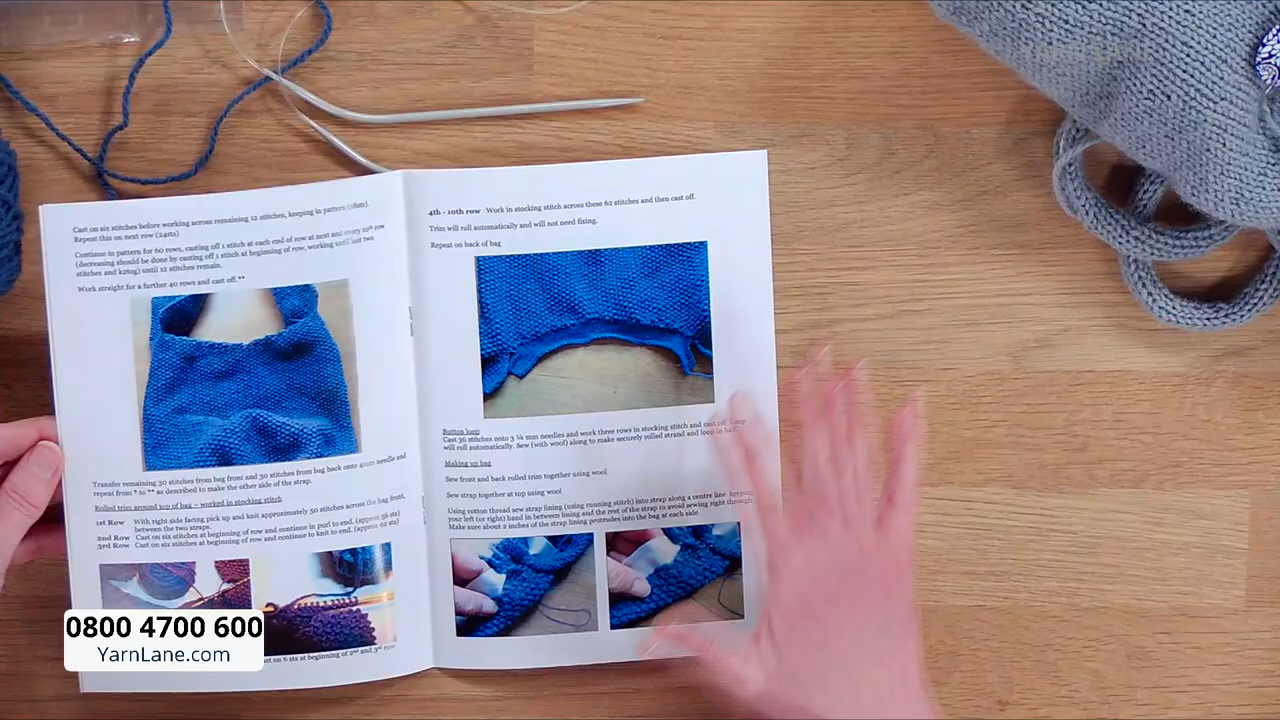 Cast on six stitches before working across remaining 12 stitches, keeping in pattern (18sts).
Repeat this on next row (24sts)
Continue in pattern for 60 rows, casting off 1 stitch at each end of row at next and every 10th row
(decreasing should be done by casting off 1 stitch at beginning of row, working until last two
stitches and k2tog) until 12 stitches remain.
Work straight for a further 40 rows and cast off.**
Transfer remaining 30 stitches from bag front and 30 stitches from bag back onto 4mm needle and
repeat from * to ** as described to make the other side of the strap.
Rolled trim around top of bag – worked in stocking stitch
1st Row With right side facing pick up and knit approximately 50 stitches across the bag front,
between the two straps.
2nd Row Cast on six stitches at beginning of row and continue in purl to end. (approx 56 sts)
3rd Row Cast on six stitches at beginning of row and continue to knit to end. (approx 62 sts)
on 6 sts at beginning of 2nd and 3rd row
4th - 10th row Work in stocking stitch across these 62 stitches and then cast off.
Trim will roll automatically and will not need fixing.
Repeat on back of bag
Button loop
Cast 36 stitches onto 3 ¼ mm needles and work three rows in stocking stitch and cast off. Loop
will roll automatically. Sew (with wool) along to make securely rolled strand and loop in half.
Making up bag
Sew front and back rolled trim together using wool
Sew strap together at top using wool
Using cotton thread sew strap lining (using running stitch) into strap along a centre line keeping
your left (or right) hand in between lining and the rest of the strap to avoid sewing right through
Make sure about 2 inches of the strap lining protrudes into the bag at each side.
0800 4700 600
YarnLane.com